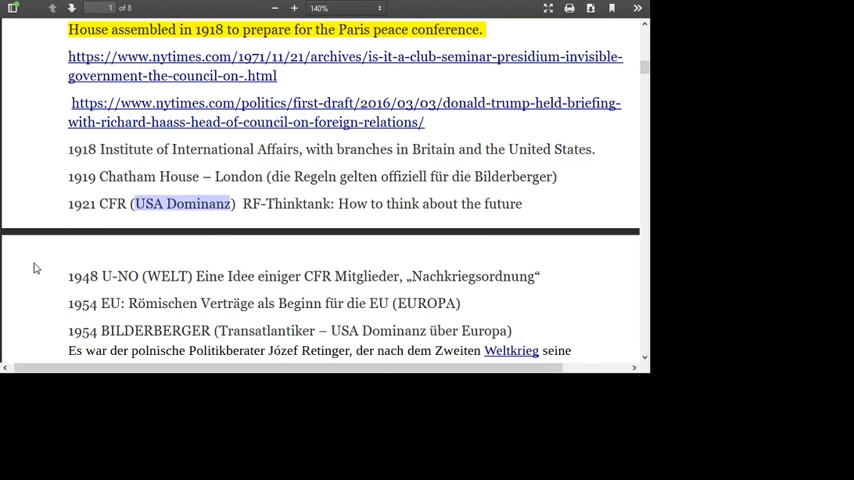 1 of 8 140%
House assembled in 1918 to prepare for the Paris peace conference.
https://www.nytimes.com/1971/11/21/archives/is-it-a-club-seminar-presidium-invisible-
government-the-council-on-.html
https://www.nytimes.com/politics/first-draft/2016/03/03/donald-trump-held-briefing-
with-richard-haass-head-of-council-on-foreign-relations/
1918 Institute of International Affairs, with branches in Britain and the United States.
1919 Chatham House – London (die Regeln gelten offiziell für die Bilderberger)
1921 CFR (USA Dominanz) RF-Thinktank: How to think about the future
1948 U-NO (WELT) Eine Idee einiger CFR Mitglieder, „Nachkriegsordnung“
1954 EU: Römischen Verträge als Beginn für die EU (EUROPA)
1954 BILDERBERGER (Transatlantiker – USA Dominanz über Europa)
Es war der polnische Politikberater Józef Retinger, der nach dem Zweiten Weltkrieg seine